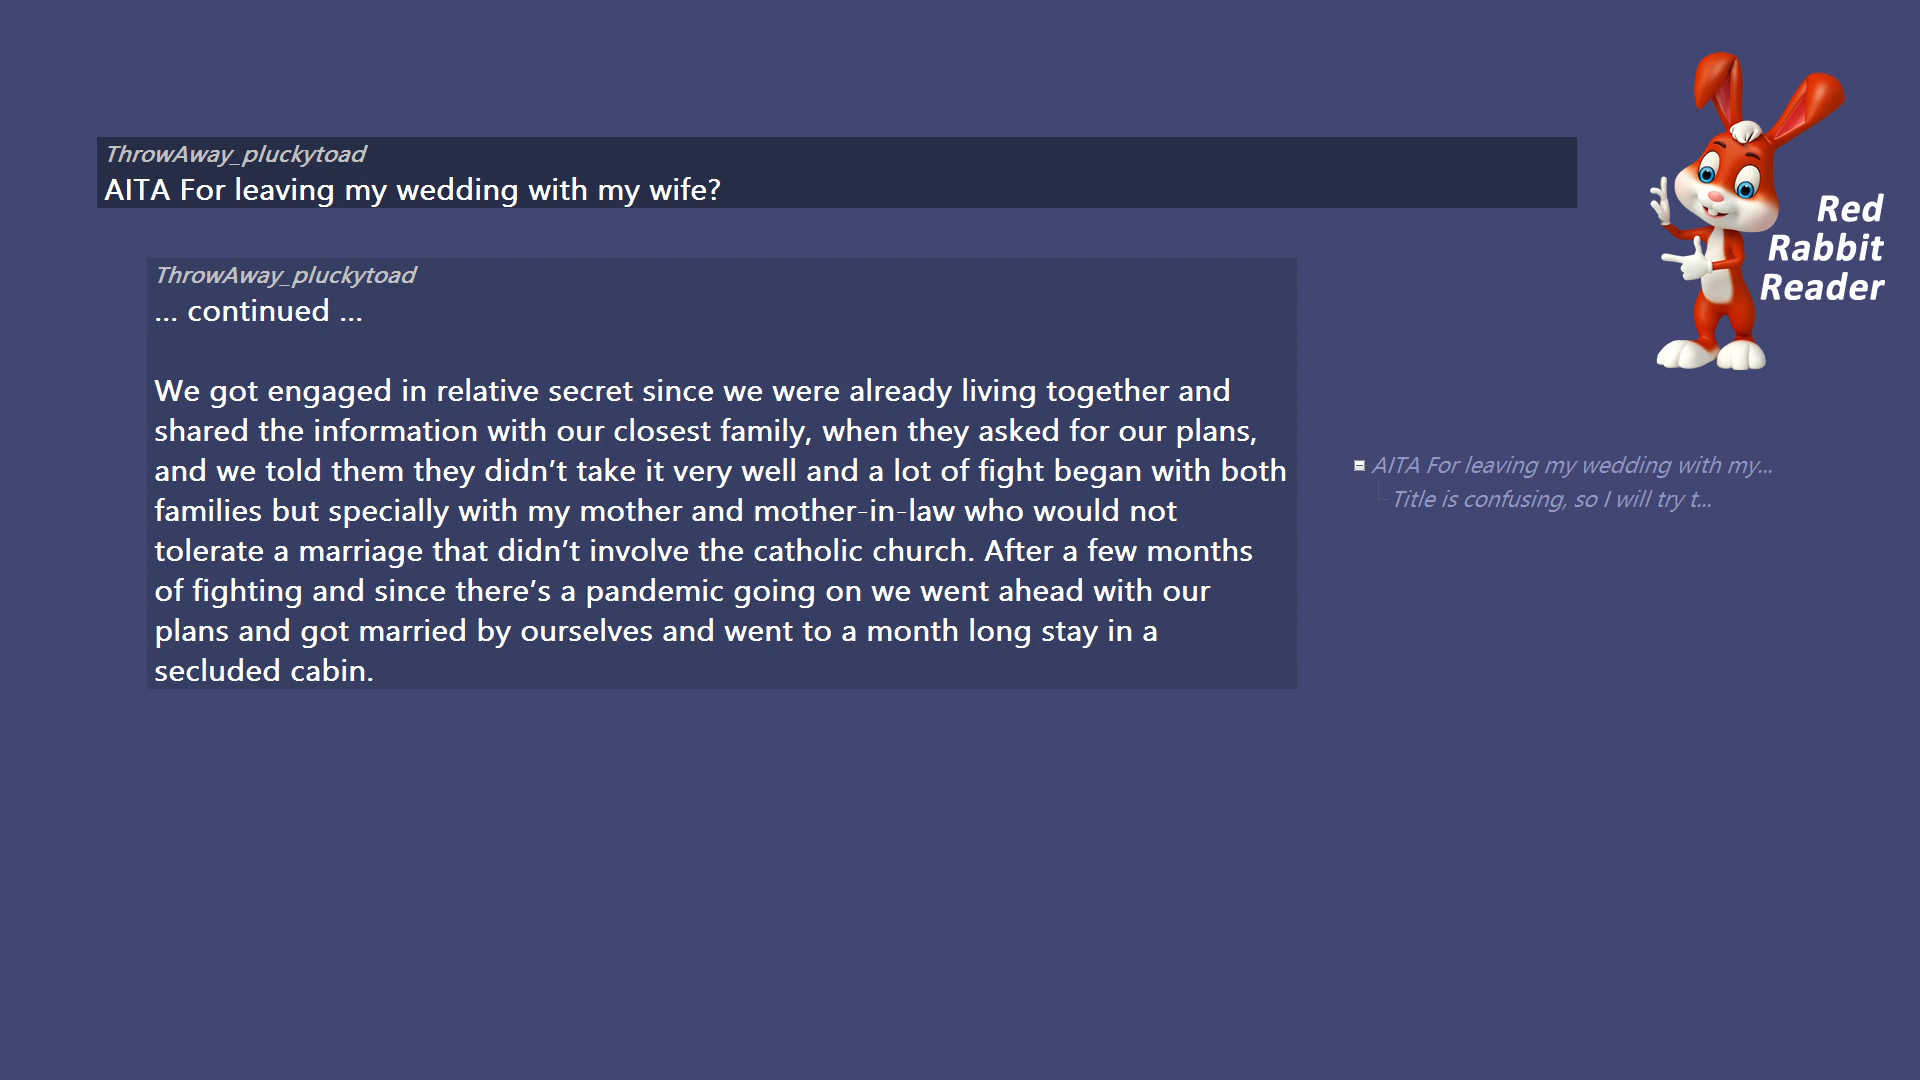 ThrowAway_pluckytoad
AITA For leaving my wedding with my wife?
ThrowAway_pluckytoad
... continued ...
We got engaged in relative secret since we were already living together and
shared the information with our closest family, when they asked for our plans,
and we told them they didn’t take it very well and a lot of fight began with both
families but specially with my mother and mother-in-law who would not
tolerate a marriage that didn’t involve the catholic church. After a few months
of fighting and since there’s a pandemic going on we went ahead with our
plans and got married by ourselves and went to a month long stay in a
secluded cabin.
Red
Rabbit
Reader
AITA For leaving my wedding with my...
Title is confusing, so I will try t...